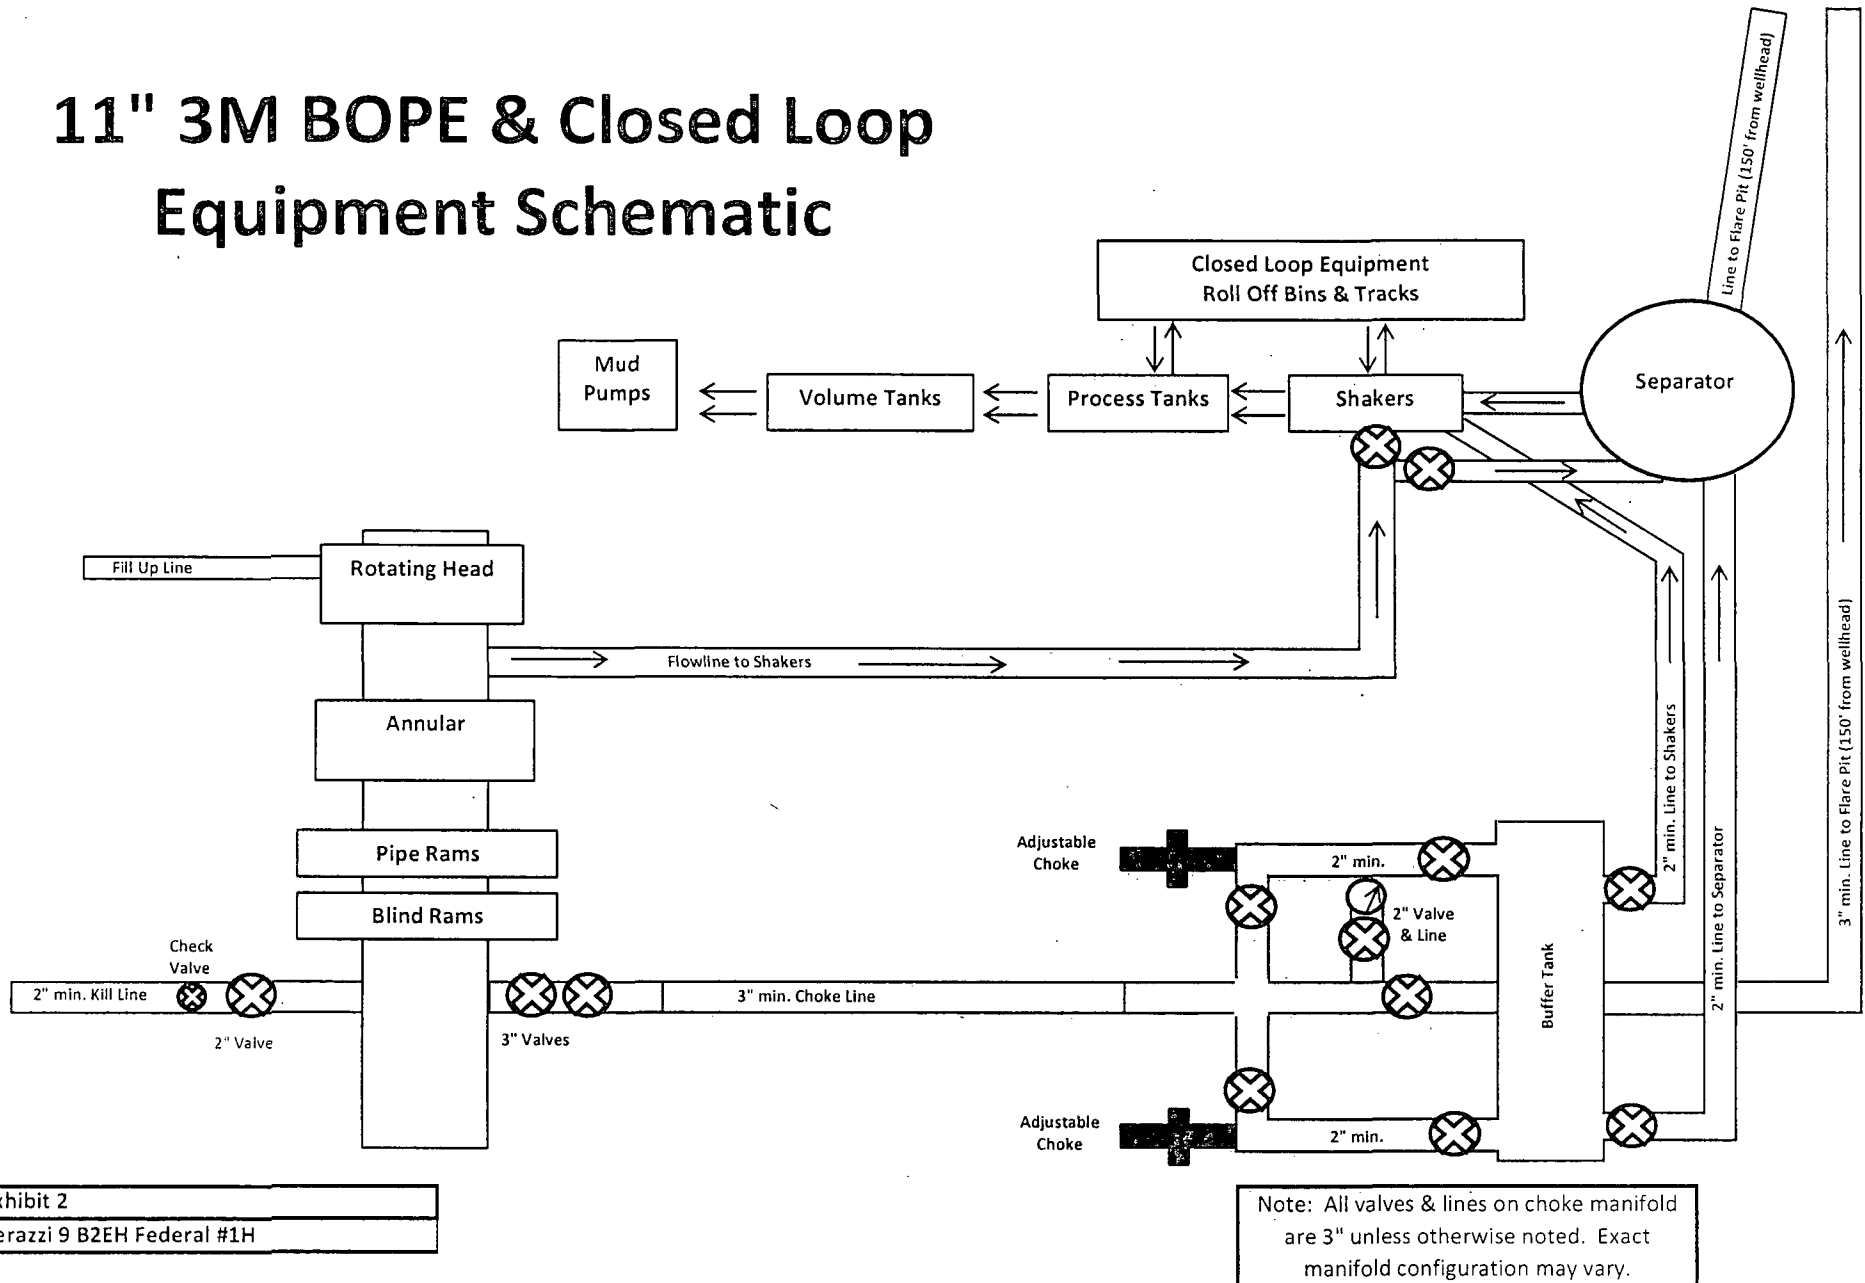 11" 3M BOPE & Closed Loop
Equipment Schematic
Line to Flare Pit (150' from wellhead)
Closed Loop Equipment
Roll Off Bins & Tracks
Mud
Pumps
Volume Tanks
Process Tanks
Shakers
Separator
Fill Up Line
Rotating Head
Flowline to Shakers
Annular
Pipe Rams
Blind Rams
Check
Valve
2" min. Kill Line
2" Valve
3" Valves
3" min. Choke Line
Adjustable
Choke
2" min.
2" Valve
& Line
Buffer Tank
2" min. Line to Shakers
2" min. Line to Separator
3" min. Line to Flare Pit (150' from wellhead)
Adjustable
Choke
2" min.
hibit 2
erazzi 9 B2EH Federal #1H
Note: All valves & lines on choke manifold
are 3" unless otherwise noted. Exact
manifold configuration may vary.